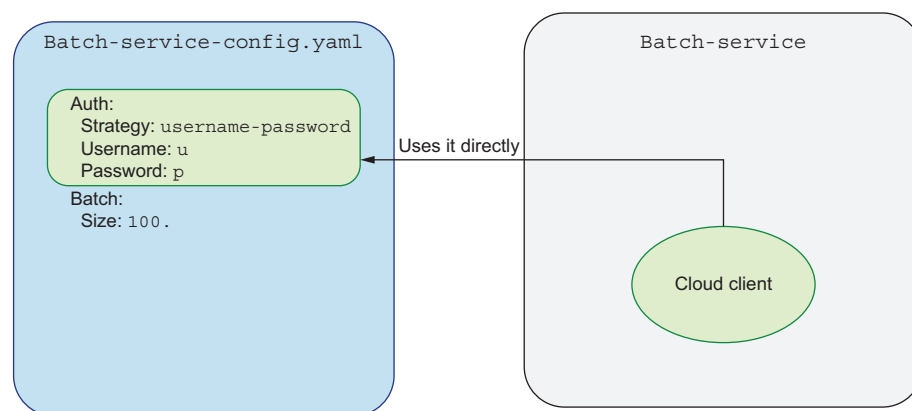 Batch-service-config.yaml
Auth:
Strategy: username-password
Username: u
Password: p
Batch:
Size: 100.
Uses it directly
Batch-service
Cloud client